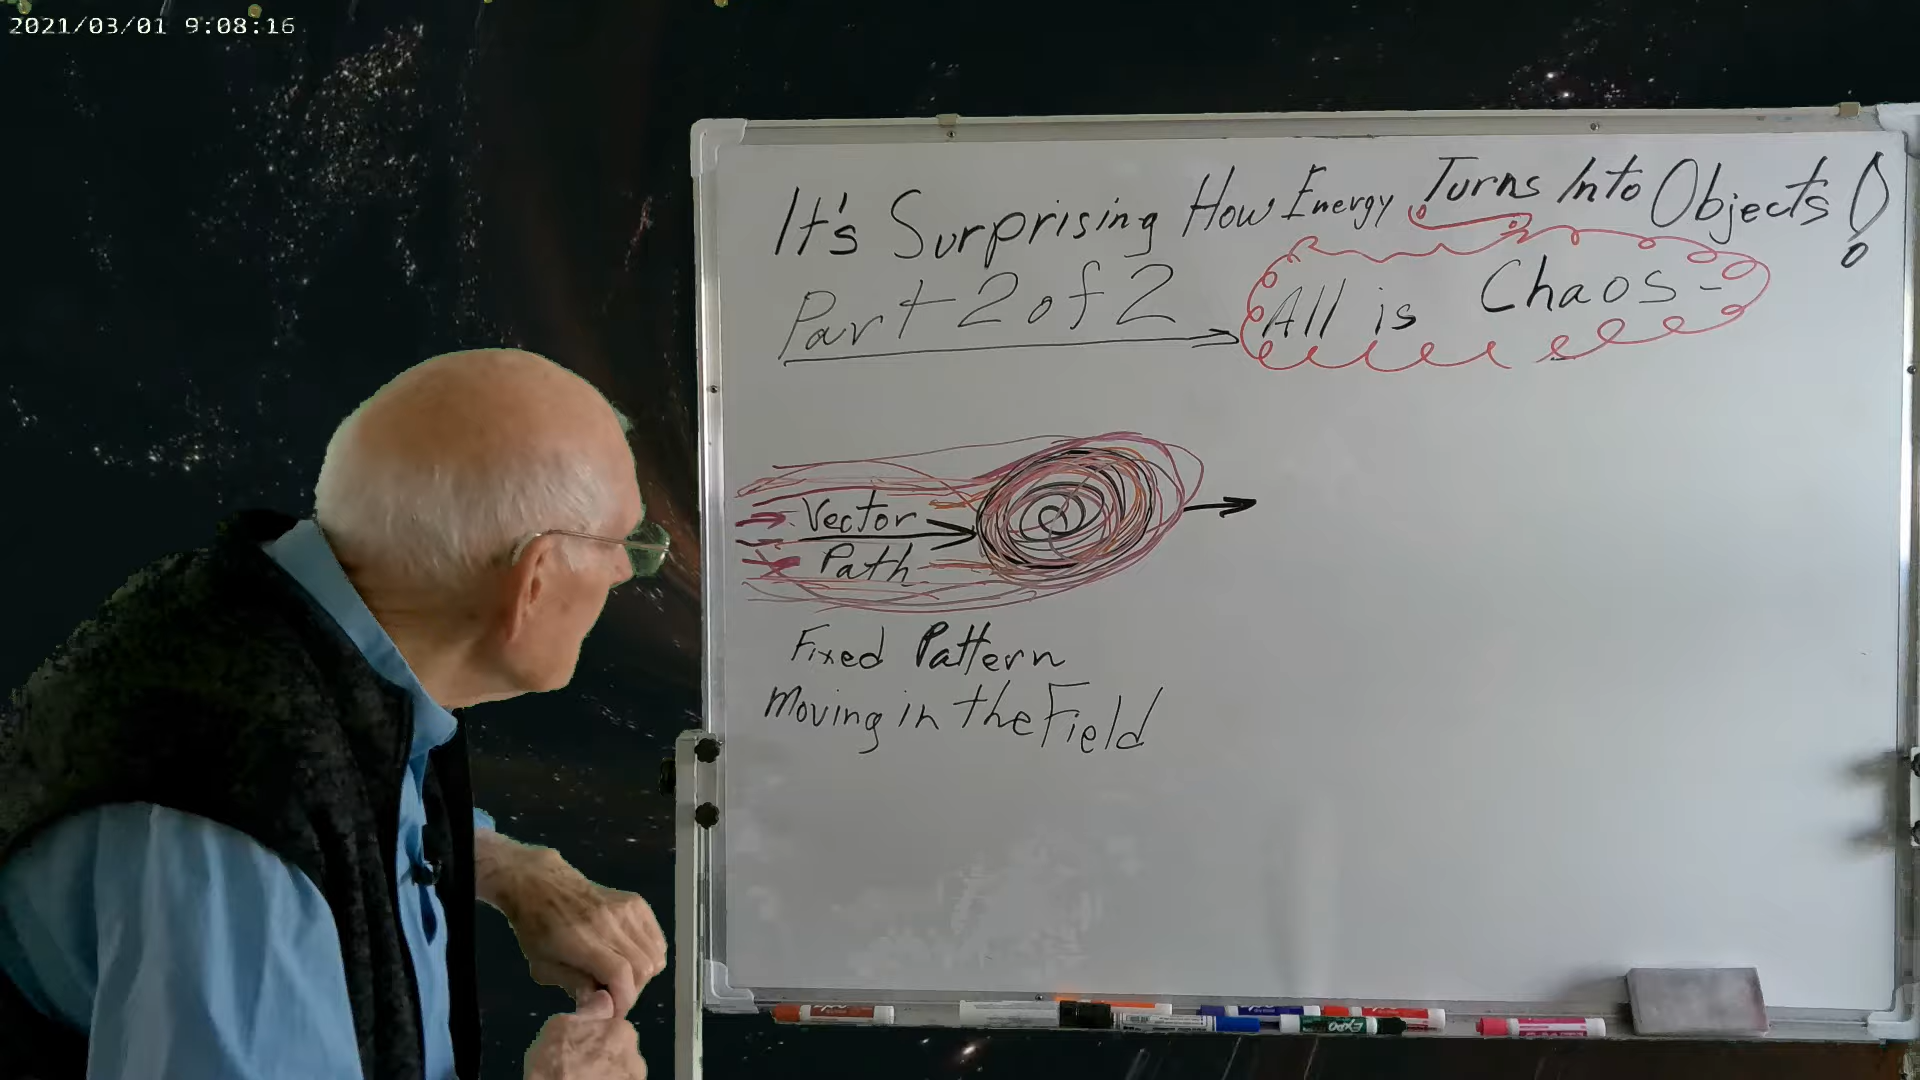 2021/03/01 9:08:16
It's Surprising How Energy Turns Into Objects!
Part 2 of 2
All is Chaos-
Vector
Path
Fixed Pattern
Moving in the Field
EXPO